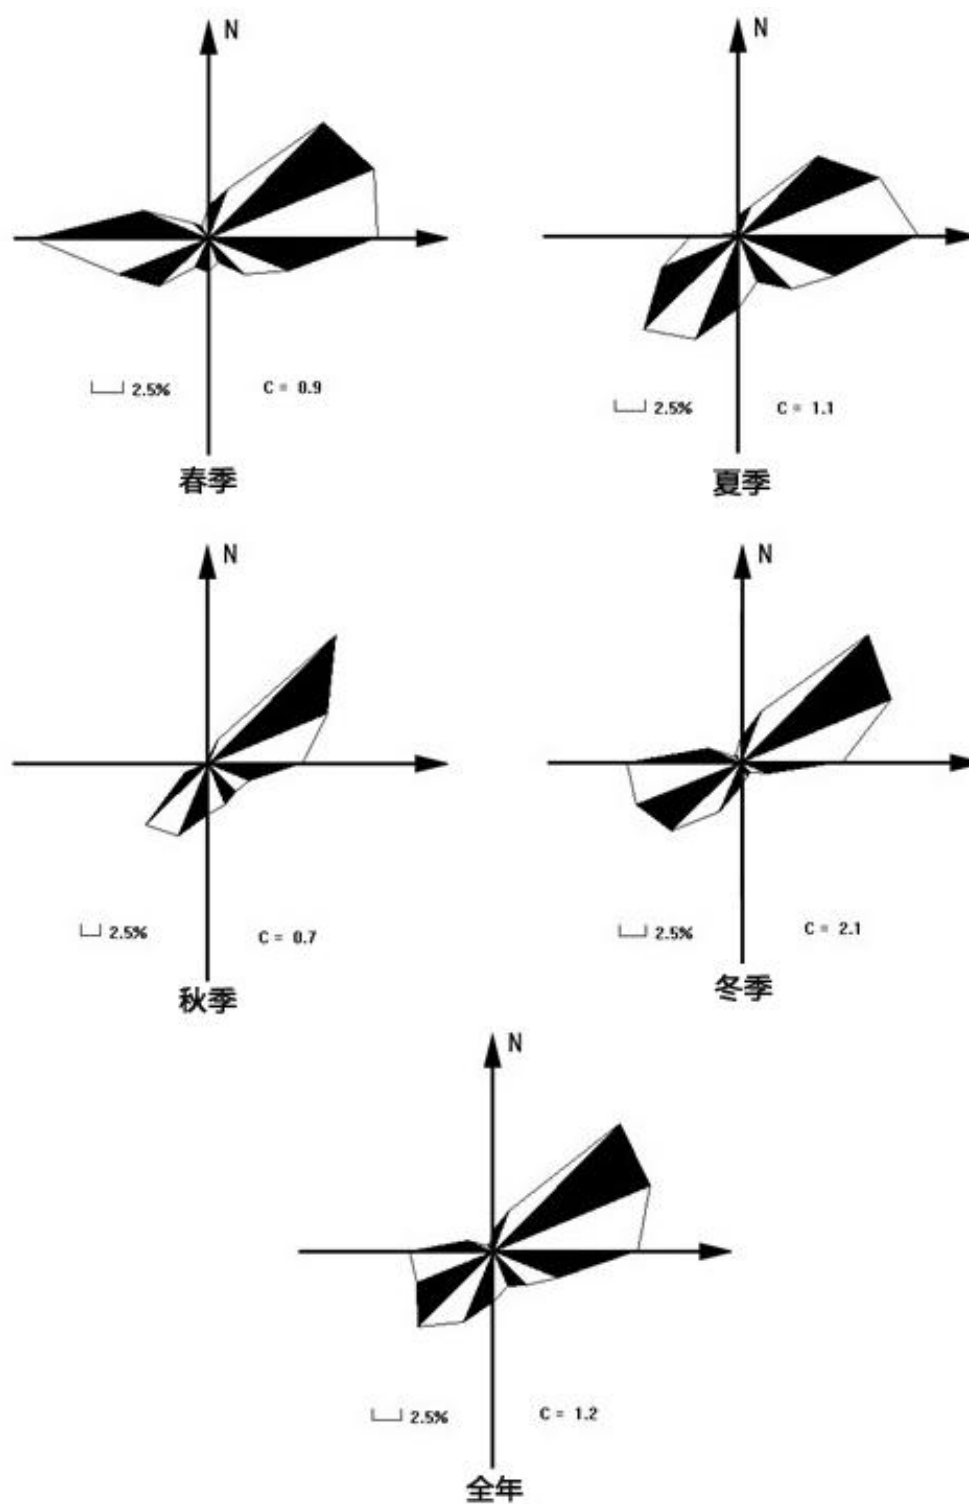 N
N
2.5%
C = 0.9
2.5%
C = 1.1
春季
夏季
N
N
2.5%
C = 0.7
2.5%
C = 2.1
秋季
冬季
N
2.5%
C = 1.2
全年